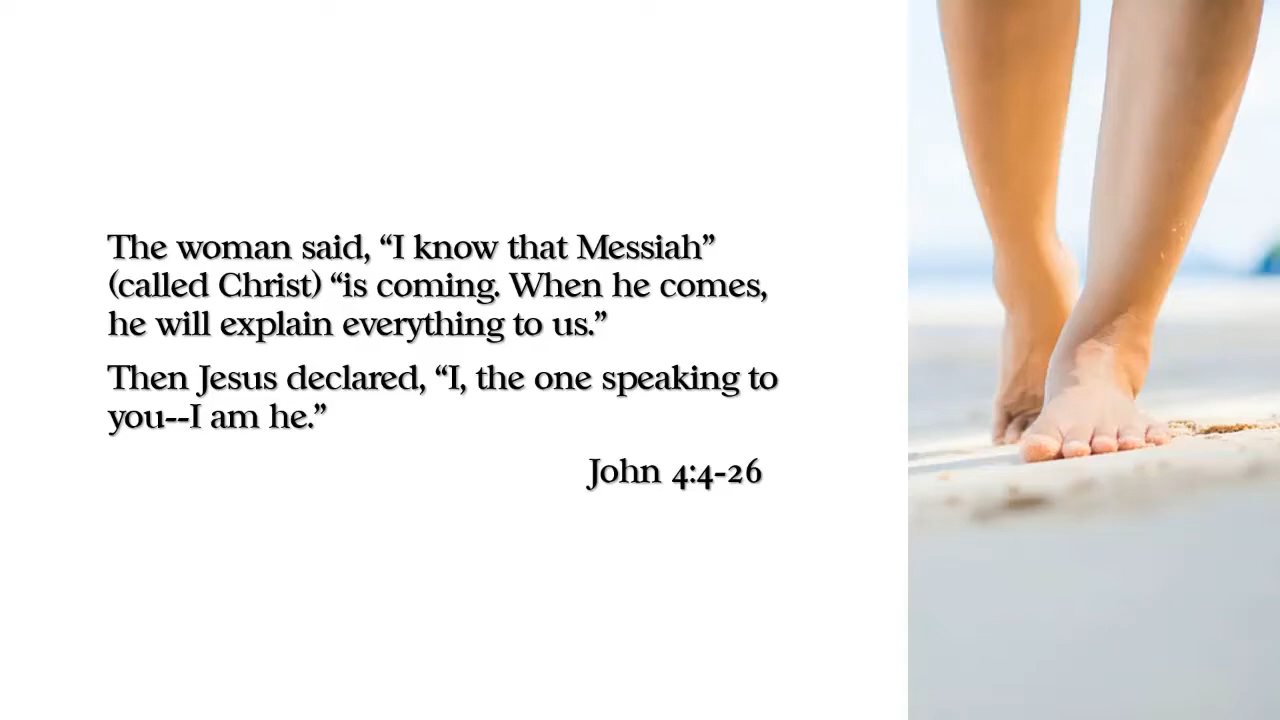 The woman said, “I know that Messiah”
(called Christ) “is coming. When he comes,
he will explain everything to us.”
Then Jesus declared, “I, the one speaking to
you--I am he.”
John 4:4-26